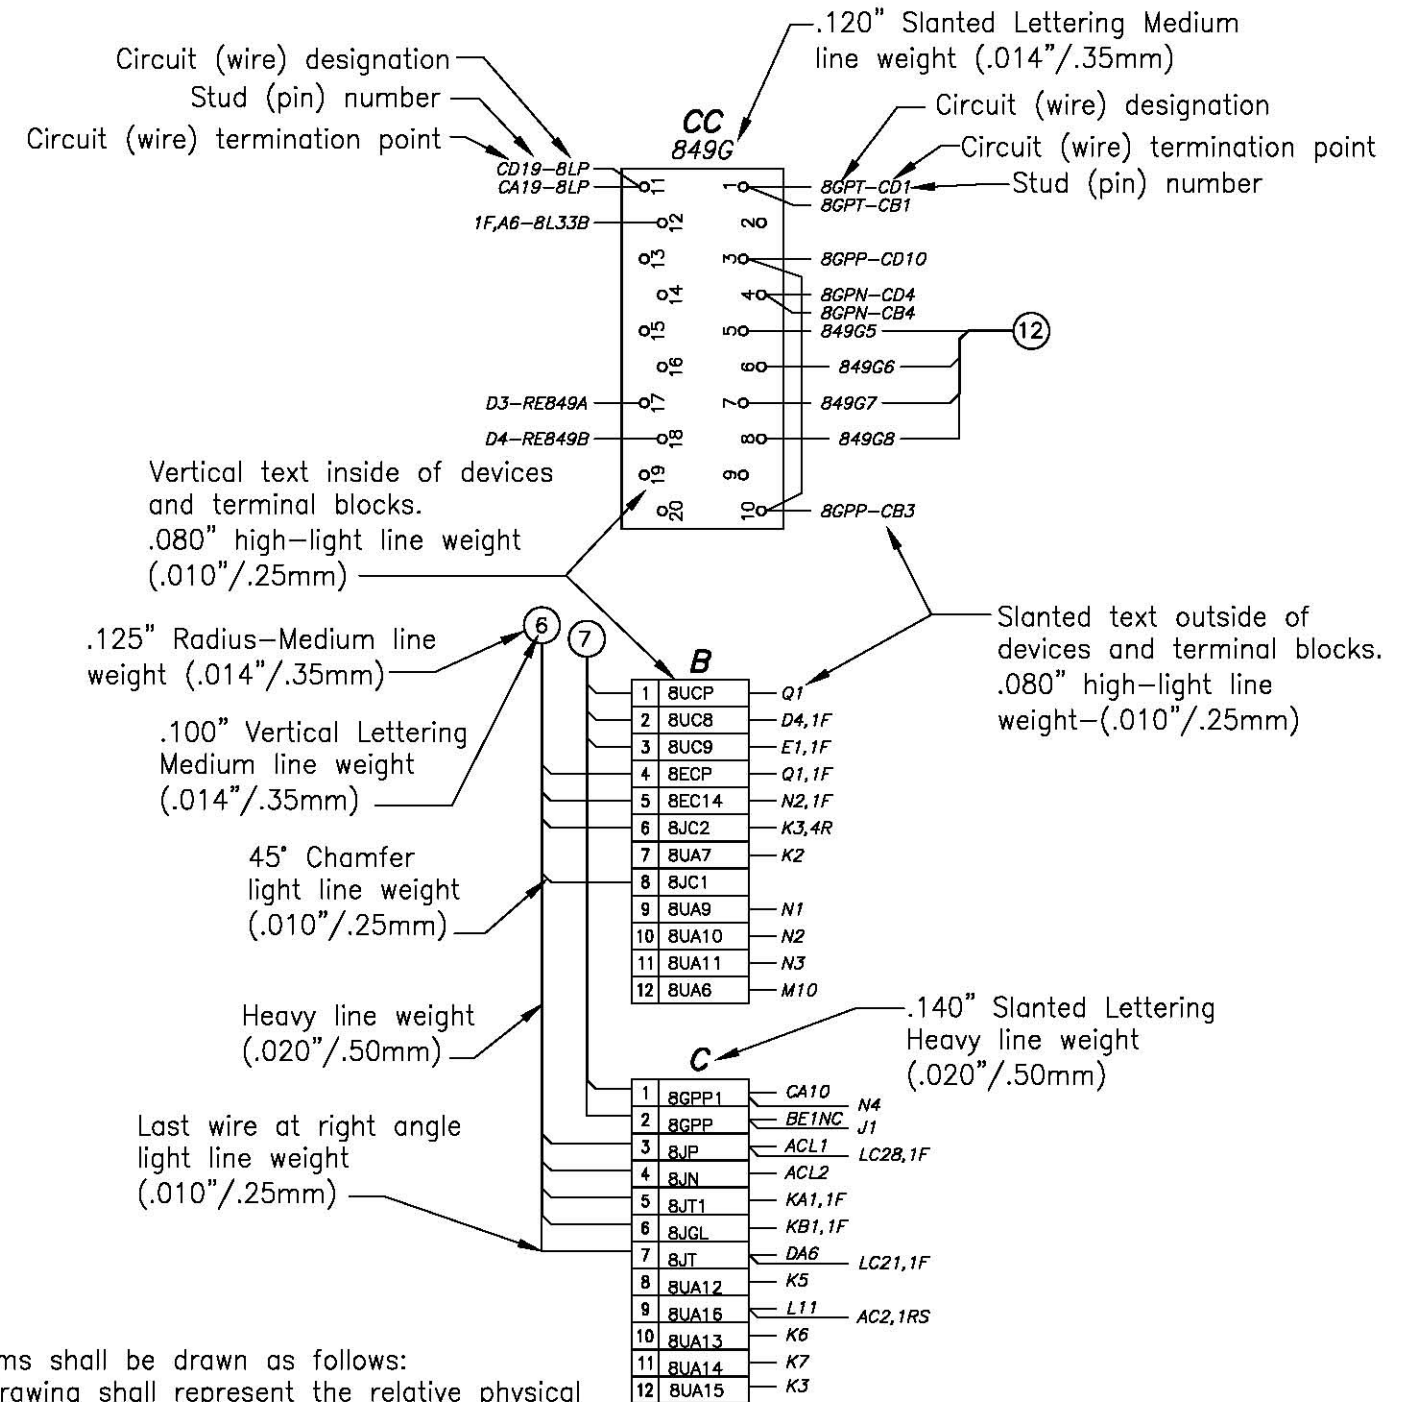 .120" Slanted Lettering Medium
line weight (.014"/.35mm)
Circuit (wire) designation
Stud (pin) number
Circuit (wire) termination point
Circuit (wire) designation
Circuit (wire) termination point
Stud (pin) number
CC
849G
CD19-8LP
CA19-8LP
1F,A6-8L33B
D3-RE849A
D4-RE849B
11
12
13
14
15
16
17
18
19
20
1
2
3
4
5
6
7
8
9
10
8GPT-CD1
8GPT-CB1
8GPP-CD10
8GPN-CD4
8GPN-CB4
849G5
849G6
849G7
849G8
8GPP-CB3
12
Vertical text inside of devices
and terminal blocks.
.080" high-light line weight
(.010"/.25mm)
Slanted text outside of
devices and terminal blocks.
.080" high-light line
weight-(.010"/.25mm)
6
7
.125" Radius-Medium line
weight (.014"/.35mm)
.100" Vertical Lettering
Medium line weight
(.014"/.35mm)
45° Chamfer
light line weight
(.010"/.25mm)
Heavy line weight
(.020"/.50mm)
B
1 8UCP Q1
2 8UC8 D4,1F
3 8UC9 E1,1F
4 8ECP Q1,1F
5 8EC14 N2,1F
6 8JC2 K3,4R
7 8UA7 K2
8 8JC1
9 8UA9 N1
10 8UA10 N2
11 8UA11 N3
12 8UA6 M10
.140" Slanted Lettering
Heavy line weight
(.020"/.50mm)
Last wire at right angle
light line weight
(.010"/.25mm)
C
1 8GPP1 CA10 N4
2 8GPP BE1NC J1
3 8JP ACL1 LC28,1F
4 8JN ACL2
5 8JT1 KA1,1F
6 8JGL KB1,1F
7 8JT DA6 LC21,1F
8 8UA12 K5
9 8UA16 L11 AC2,1RS
10 8UA13 K6
11 8UA14 K7
12 8UA15 K3
ms shall be drawn as follows:
rawing shall represent the relative physical